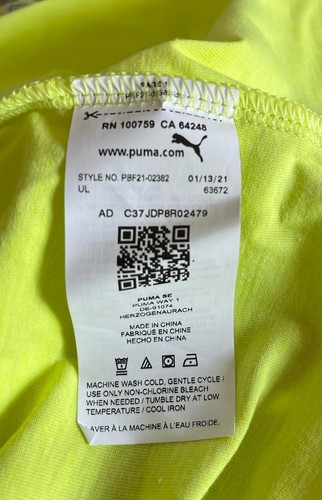 RN 100759 CA 64248
www.puma.com
STYLE NO. PBF21-02382 01/13/21
UL 63672
AD C37JDP8R02479
PUMA SE
PUMA WAY 1
DE-91074
HERZOGENAURACH
MADE IN CHINA
FABRIQUE EN CHINE
HECHO EN CHINA
MACHINE WASH COLD, GENTLE CYCLE /
USE ONLY NON-CHLORINE BLEACH
WHEN NEEDED / TUMBLE DRY AT LOW
TEMPERATURE / COOL IRON
LAVER À LA MACHINE À L'EAU FROIDE,